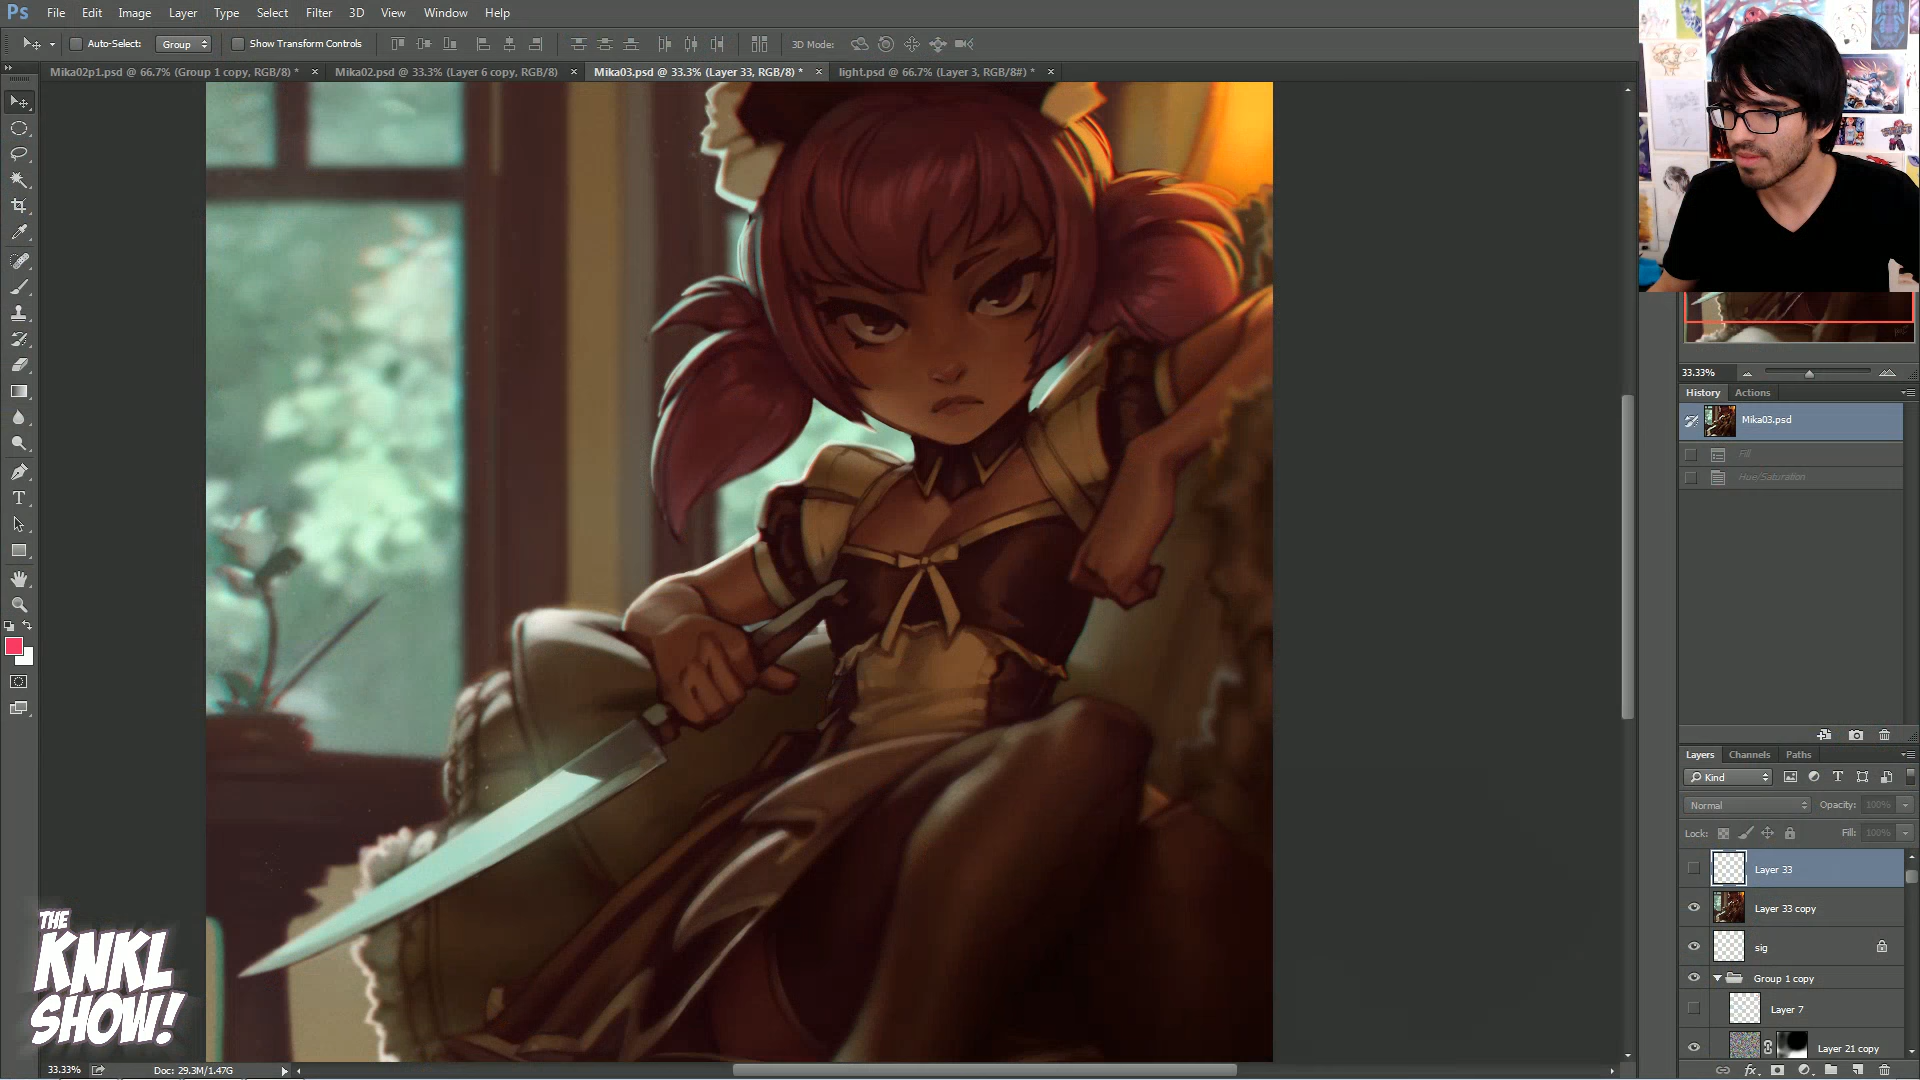 Ps File Edit Image Layer Type Select Filter 3D View Window Help
Auto-Select: Group Show Transform Controls 3D Mode:
Mika02p1.psd @ 66.7% (Group 1 copy, RGB/8) * × Mika02.psd @ 33.3% (Layer 6 copy, RGB/8) × Mika03.psd @ 33.3% (Layer 33, RGB/8) * × light.psd @ 66.7% (Layer 3, RGB/8#) * ×
33.33%
History Actions
Mika03.psd
Fill
Hue/Saturation
Layers Channels Paths
Kind
Normal Opacity: 100%
Lock: Fill: 100%
Layer 33
Layer 33 copy
sig
Group 1 copy
Layer 7
Layer 21 copy
THE
KNKL
SHOW!
33.33% Doc: 29.3M/1.47G